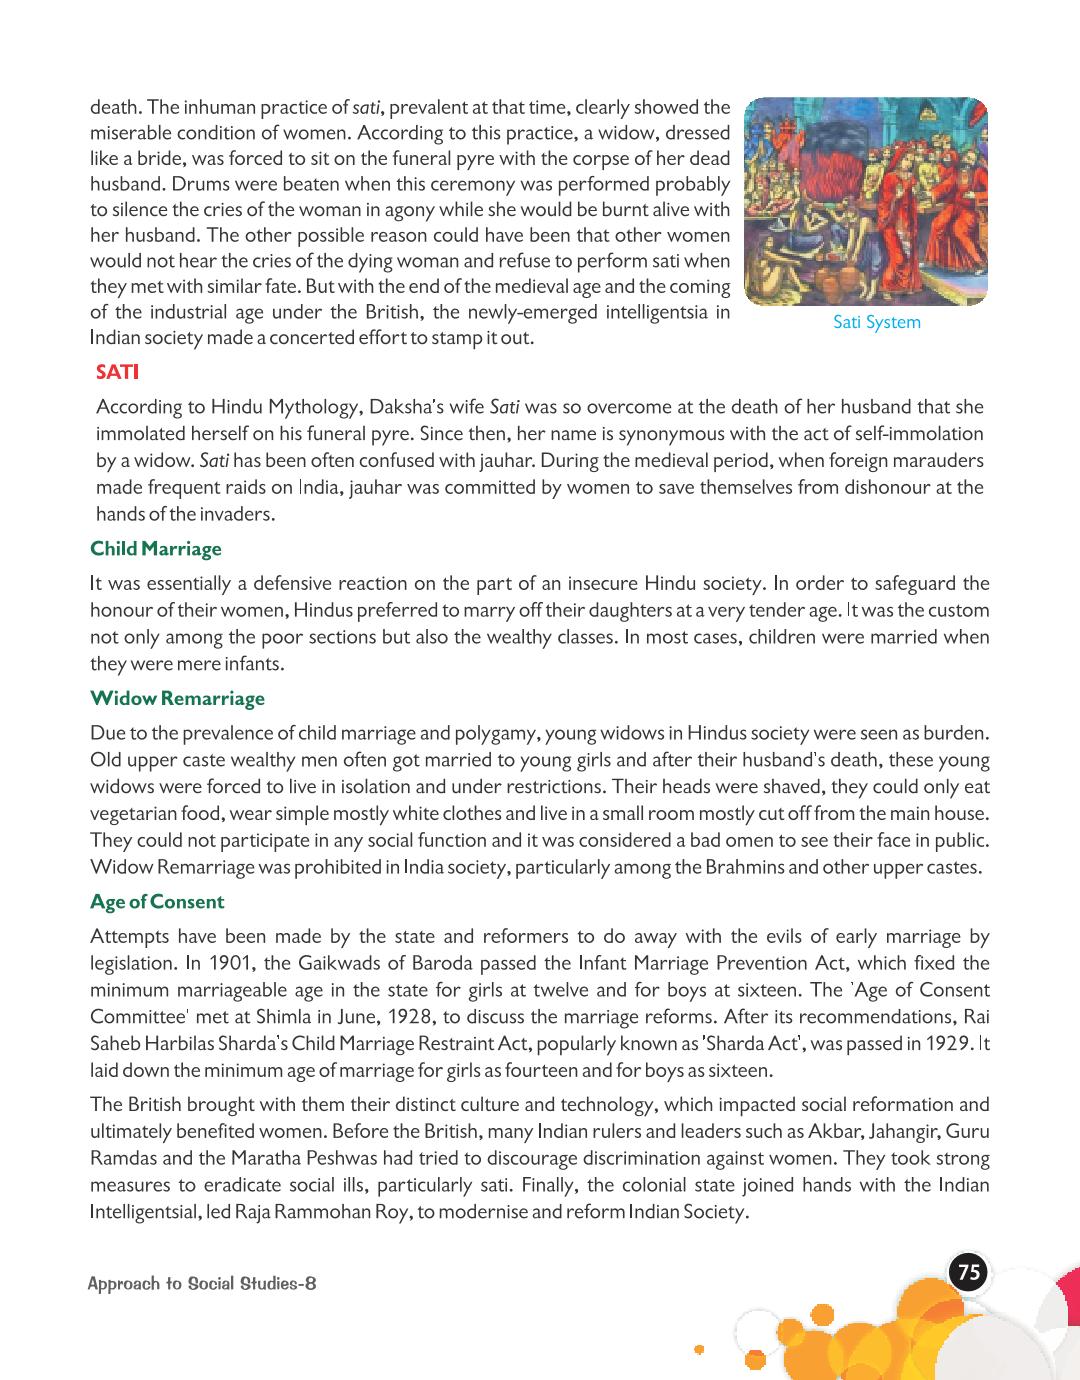 death. The inhuman practice of sati, prevalent at that time, clearly showed the
miserable condition of women. According to this practice, a widow, dressed
like a bride, was forced to sit on the funeral pyre with the corpse of her dead
husband. Drums were beaten when this ceremony was performed probably
to silence the cries of the woman in agony while she would be burnt alive with
her husband. The other possible reason could have been that other women
would not hear the cries of the dying woman and refuse to perform sati when
they met with similar fate. But with the end of the medieval age and the coming
of the industrial age under the British, the newly-emerged intelligentsia in
Indian society made a concerted effort to stamp it out.
Sati System
SATI
According to Hindu Mythology, Daksha's wife Sati was so overcome at the death of her husband that she
immolated herself on his funeral pyre. Since then, her name is synonymous with the act of self-immolation
by a widow. Sati has been often confused with jauhar. During the medieval period, when foreign marauders
made frequent raids on India, jauhar was committed by women to save themselves from dishonour at the
hands of the invaders.
Child Marriage
It was essentially a defensive reaction on the part of an insecure Hindu society. In order to safeguard the
honour of their women, Hindus preferred to marry off their daughters at a very tender age. It was the custom
not only among the poor sections but also the wealthy classes. In most cases, children were married when
they were mere infants.
Widow Remarriage
Due to the prevalence of child marriage and polygamy, young widows in Hindus society were seen as burden.
Old upper caste wealthy men often got married to young girls and after their husband's death, these young
widows were forced to live in isolation and under restrictions. Their heads were shaved, they could only eat
vegetarian food, wear simple mostly white clothes and live in a small room mostly cut off from the main house.
They could not participate in any social function and it was considered a bad omen to see their face in public.
Widow Remarriage was prohibited in India society, particularly among the Brahmins and other upper castes.
Age of Consent
Attempts have been made by the state and reformers to do away with the evils of early marriage by
legislation. In 1901, the Gaikwads of Baroda passed the Infant Marriage Prevention Act, which fixed the
minimum marriageable age in the state for girls at twelve and for boys at sixteen. The 'Age of Consent
Committee' met at Shimla in June, 1928, to discuss the marriage reforms. After its recommendations, Rai
Saheb Harbilas Sharda's Child Marriage Restraint Act, popularly known as 'Sharda Act', was passed in 1929. It
laid down the minimum age of marriage for girls as fourteen and for boys as sixteen.
The British brought with them their distinct culture and technology, which impacted social reformation and
ultimately benefited women. Before the British, many Indian rulers and leaders such as Akbar, Jahangir, Guru
Ramdas and the Maratha Peshwas had tried to discourage discrimination against women. They took strong
measures to eradicate social ills, particularly sati. Finally, the colonial state joined hands with the Indian
Intelligentsial, led Raja Rammohan Roy, to modernise and reform Indian Society.
Approach to Social Studies-8
75